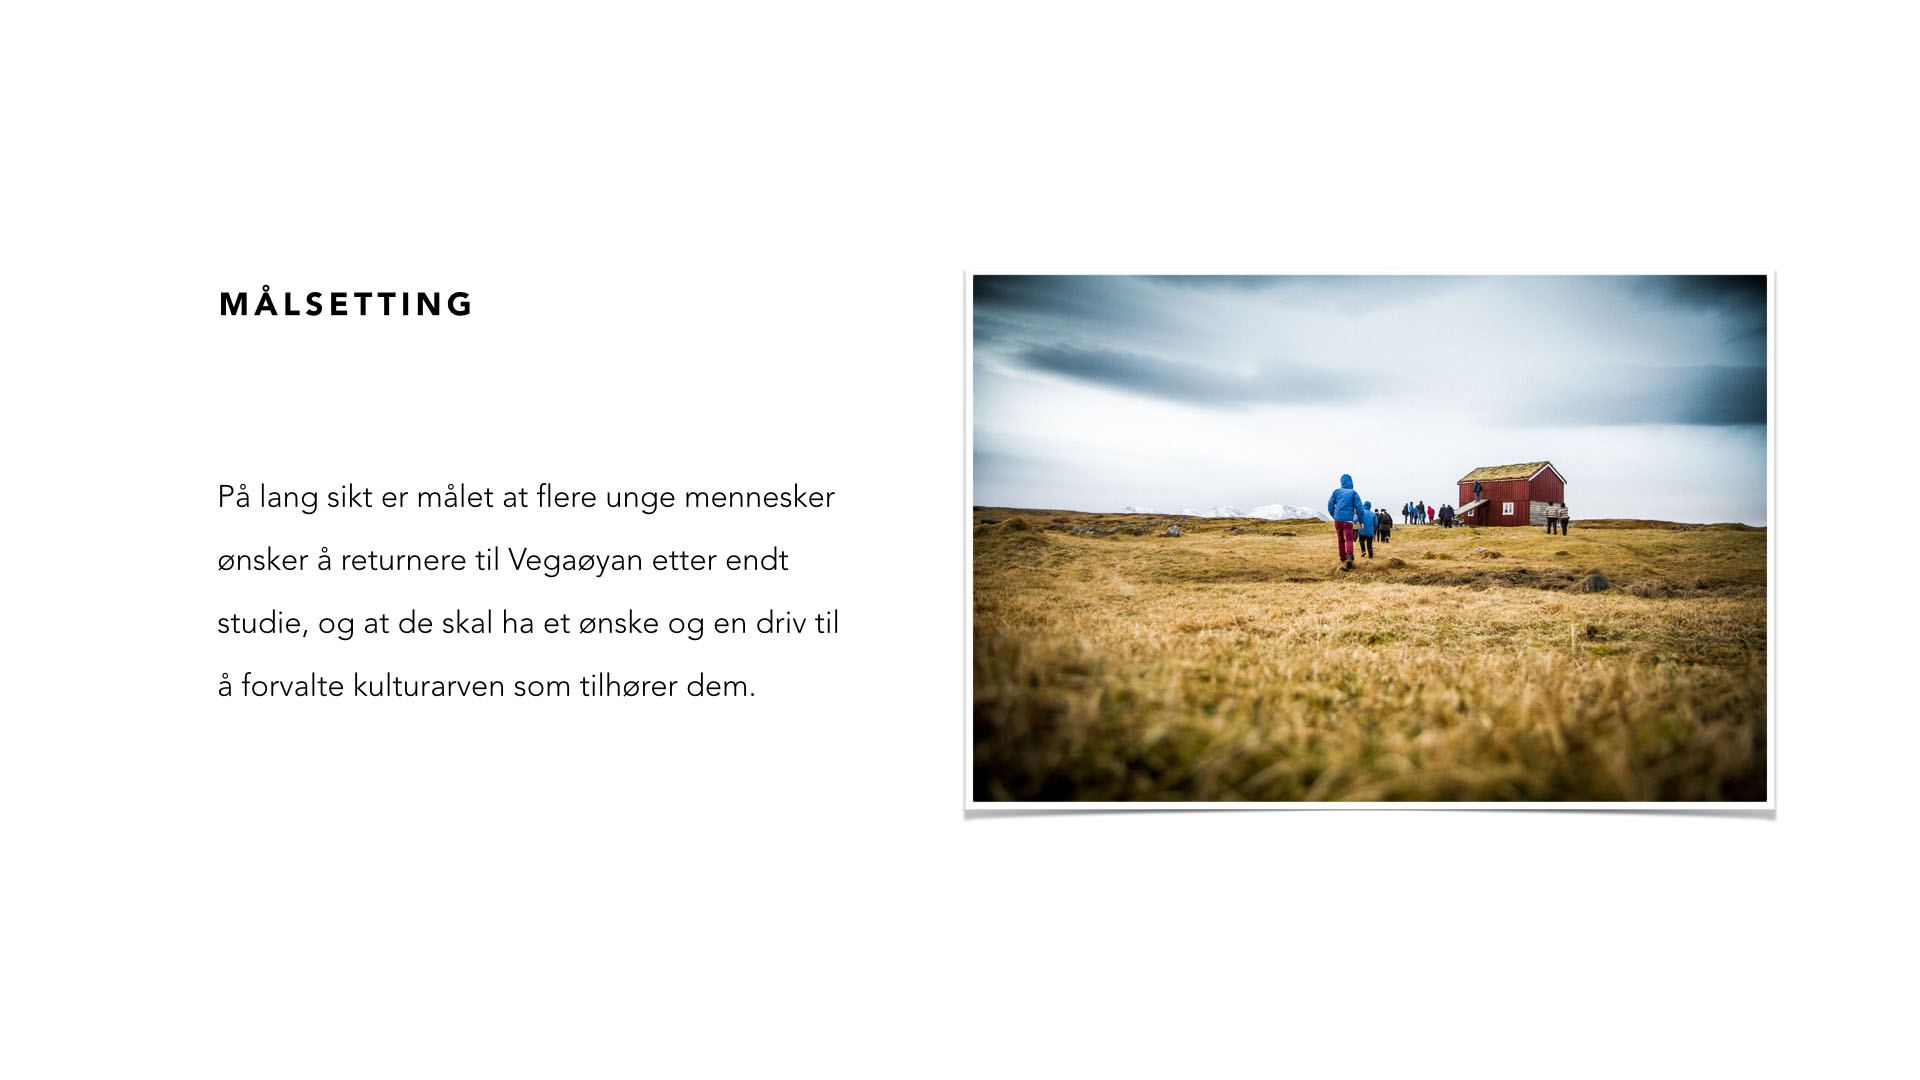 MÅLSETTING
På lang sikt er målet at flere unge mennesker
ønsker å returnere til Vegaøyan etter endt
studie, og at de skal ha et ønske og en driv til
å forvalte kulturarven som tilhører dem.